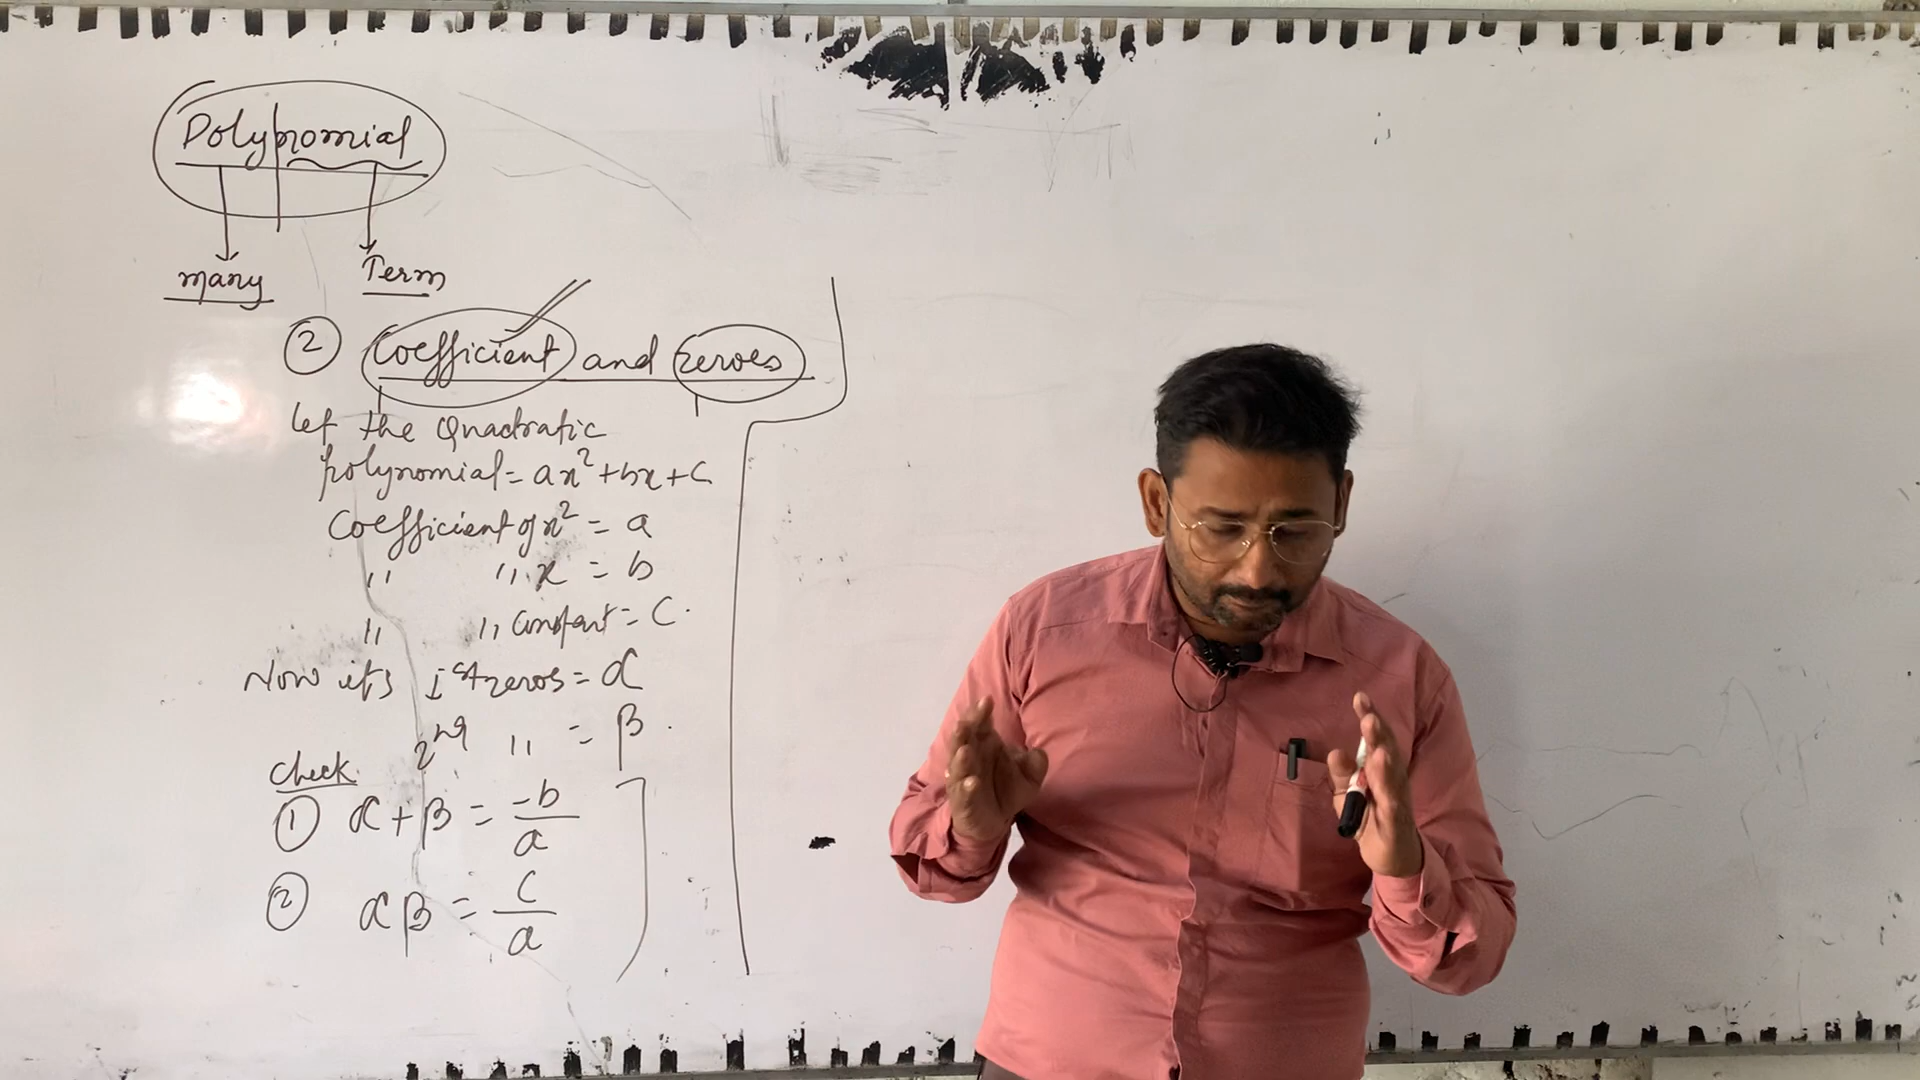 Polynomial
many Term
② Coefficient and zeroes
Let the Quadratic
polynomial = ax² + bx + c
Coefficient of x² = a
" " x = b
" " Constant = c.
Now it's 1st zeros = α
2nd " = β.
Check
① α + β = -b/a
② αβ = c/a